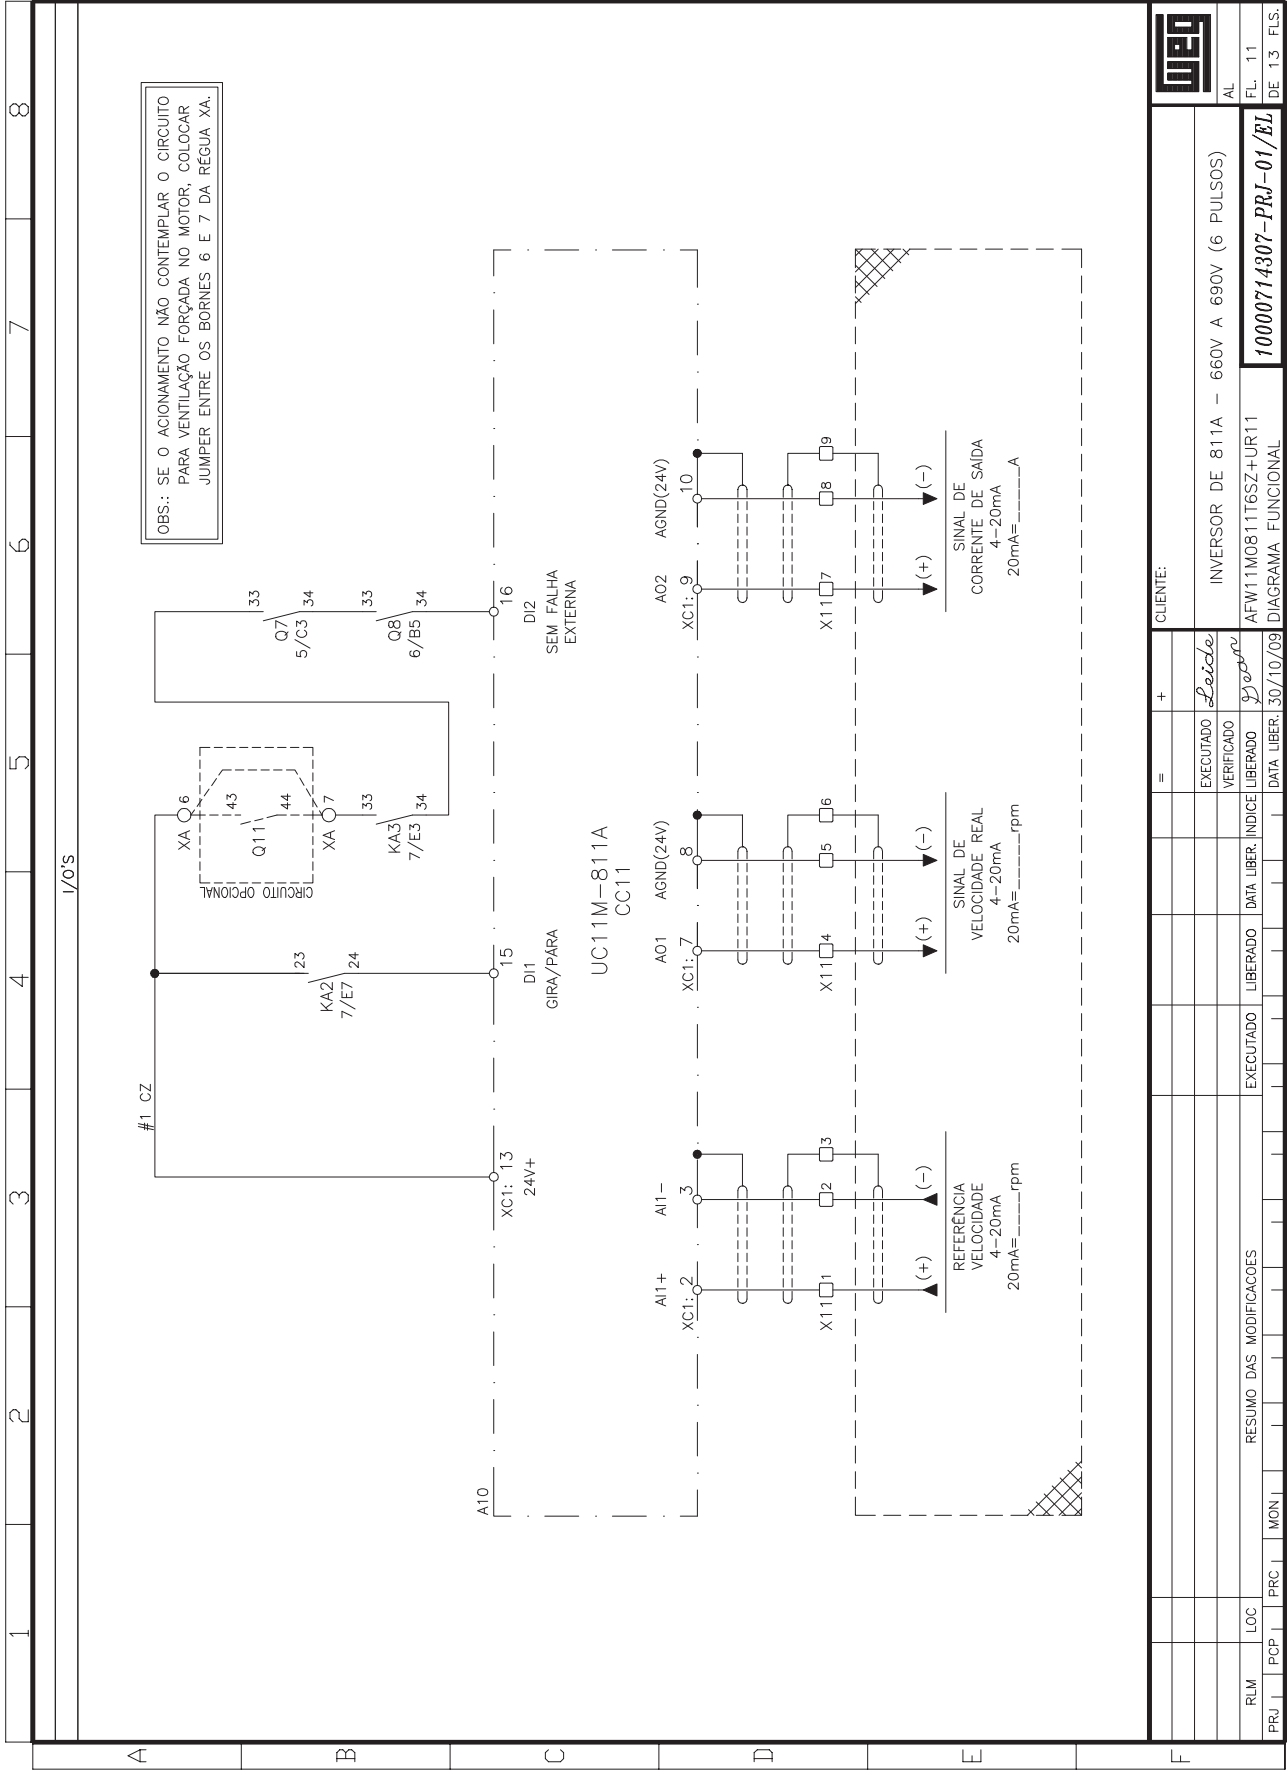 1 2 3 4 5 6 7 8
I/O'S
A
B
C
D
E
F
OBS.: SE O ACIONAMENTO NÃO CONTEMPLAR O CIRCUITO
PARA VENTILAÇÃO FORÇADA NO MOTOR, COLOCAR
JUMPER ENTRE OS BORNES 6 E 7 DA RÉGUA XA.
#1 CZ
XC1: 13
24V+
KA2
7/E7
23
24
15
DI1
GIRA/PÁRA
CIRCUITO OPCIONAL
XA 6
Q11
43
44
XA 7
KA3
7/E3
33
34
Q7
5/C3
33
34
Q8
6/B5
33
34
16
DI2
SEM FALHA
EXTERNA
A10
UC11M-811A
CC11
AI1+
XC1: 2
AI1-
3
X11 1
2
3
(+)
(-)
REFERÊNCIA
VELOCIDADE
4-20mA
20mA=_____rpm
AO1
XC1: 7
AGND(24V)
8
X11 4
5
6
(+)
(-)
SINAL DE
VELOCIDADE REAL
4-20mA
20mA=______rpm
AO2
XC1: 9
AGND(24V)
10
X11 7
8
9
(+)
(-)
SINAL DE
CORRENTE DE SAÍDA
4-20mA
20mA=______A
RLM
LOC
RESUMO DAS MODIFICACOES
EXECUTADO
LIBERADO
DATA LIBER.
INDICE
PRJ
PCP
PRC
MON
=
+
EXECUTADO Leide
VERIFICADO
LIBERADO
DATA LIBER. 30/10/09
CLIENTE:
INVERSOR DE 811A - 660V A 690V (6 PULSOS)
AFW11M0811T6SZ+UR11
DIAGRAMA FUNCIONAL
10000714307-PRJ-01/EL
WEG
AL
FL. 11
DE 13 FLS.